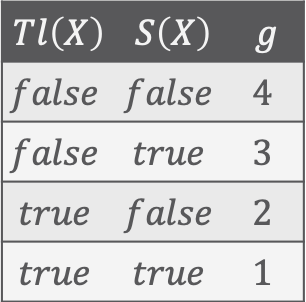 Tl(X) S(X) g
false false 4
false true 3
true false 2
true true 1